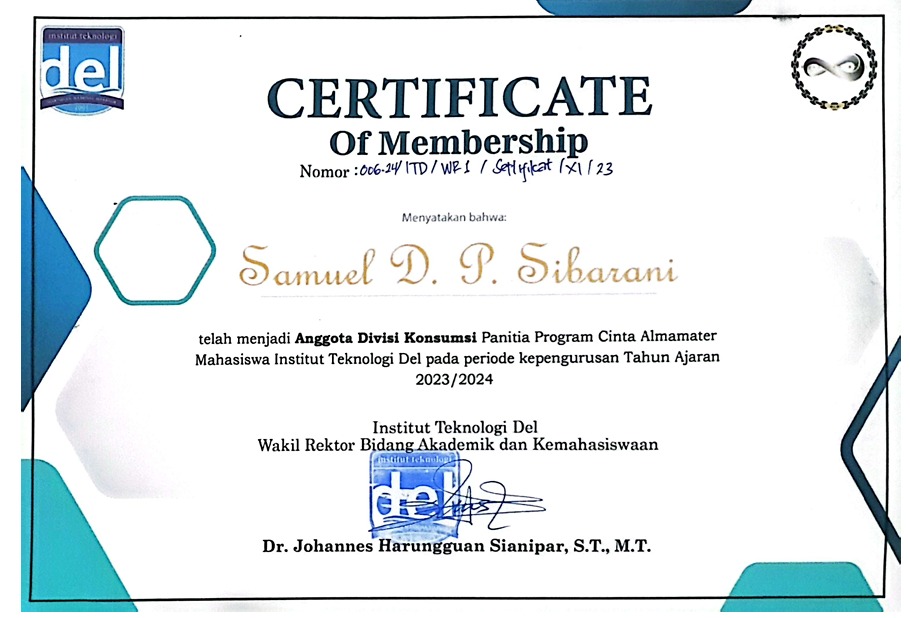 institut teknologi
del
CERTIFICATE
Of Membership
Nomor : 006.24/ITD/WR1 / Sertifikat /XI/23
Menyatakan bahwa:
Samuel D. P. Sibarani
telah menjadi Anggota Divisi Konsumsi Panitia Program Cinta Almamater
Mahasiswa Institut Teknologi Del pada periode kepengurusan Tahun Ajaran
2023/2024
Institut Teknologi Del
Wakil Rektor Bidang Akademik dan Kemahasiswaan
institut teknologi
del
Dr. Johannes Harungguan Sianipar, S.T., M.T.